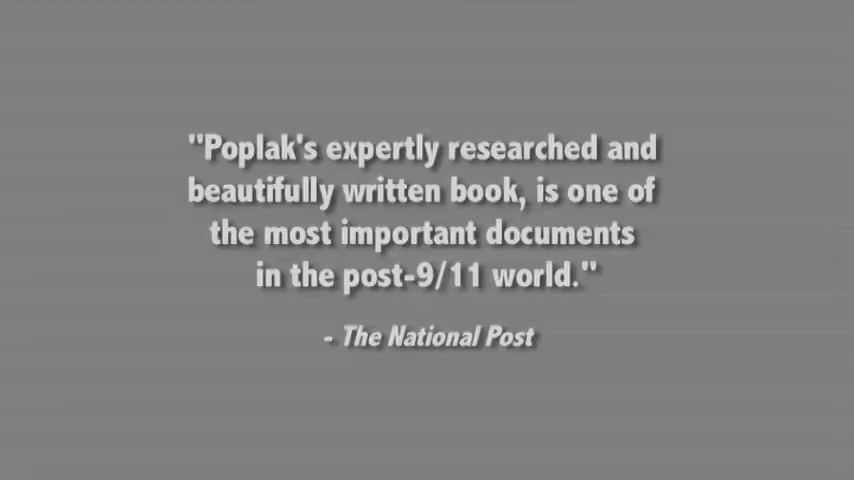 "Poplak's expertly researched and
beautifully written book, is one of
the most important documents
in the post-9/11 world."
- The National Post